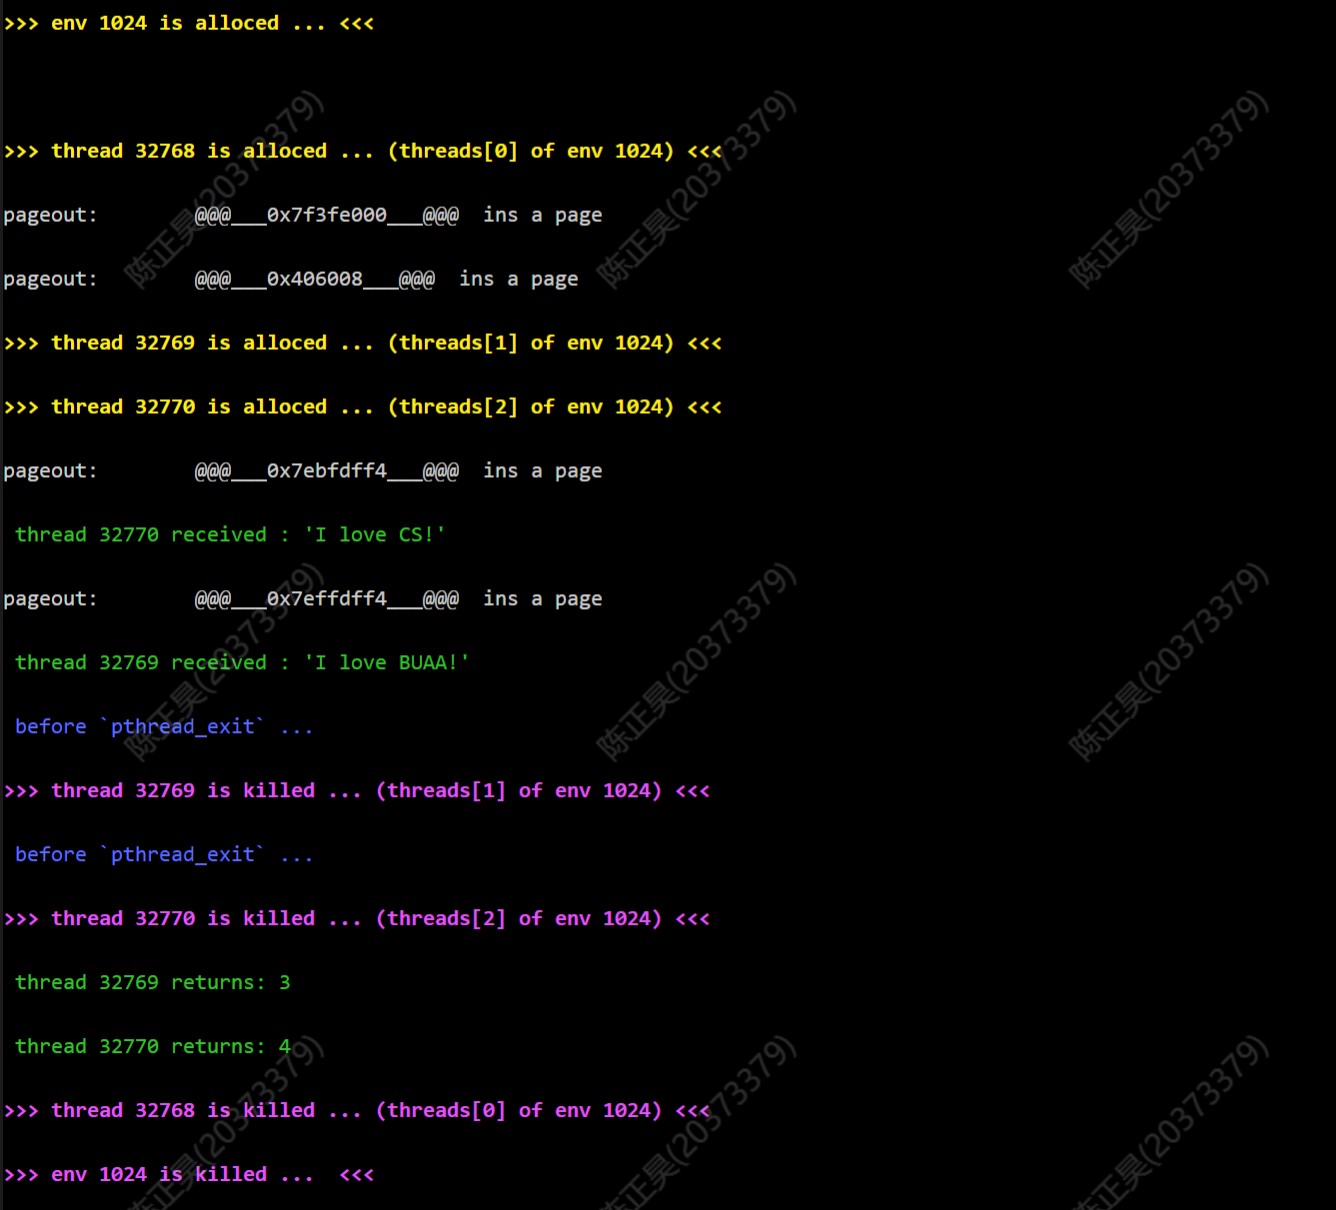 >>> env 1024 is alloced ... <<<
>>> thread 32768 is alloced ... (threads[0] of env 1024) <<<
pageout:        @@@___0x7f3fe000___@@@  ins a page
pageout:        @@@___0x406008___@@@  ins a page
>>> thread 32769 is alloced ... (threads[1] of env 1024) <<<
>>> thread 32770 is alloced ... (threads[2] of env 1024) <<<
pageout:        @@@___0x7ebfdff4___@@@  ins a page
thread 32770 received : 'I love CS!'
pageout:        @@@___0x7effdff4___@@@  ins a page
thread 32769 received : 'I love BUAA!'
before `pthread_exit` ...
>>> thread 32769 is killed ... (threads[1] of env 1024) <<<
before `pthread_exit` ...
>>> thread 32770 is killed ... (threads[2] of env 1024) <<<
thread 32769 returns: 3
thread 32770 returns: 4
>>> thread 32768 is killed ... (threads[0] of env 1024) <<<
>>> env 1024 is killed ...  <<<
陈正昊(20373379)
陈正昊(20373379)
陈正昊(20373379)
陈正昊(20373379)
陈正昊(20373379)
陈正昊(20373379)
陈正昊(20373379)
陈正昊(20373379)
陈正昊(20373379)